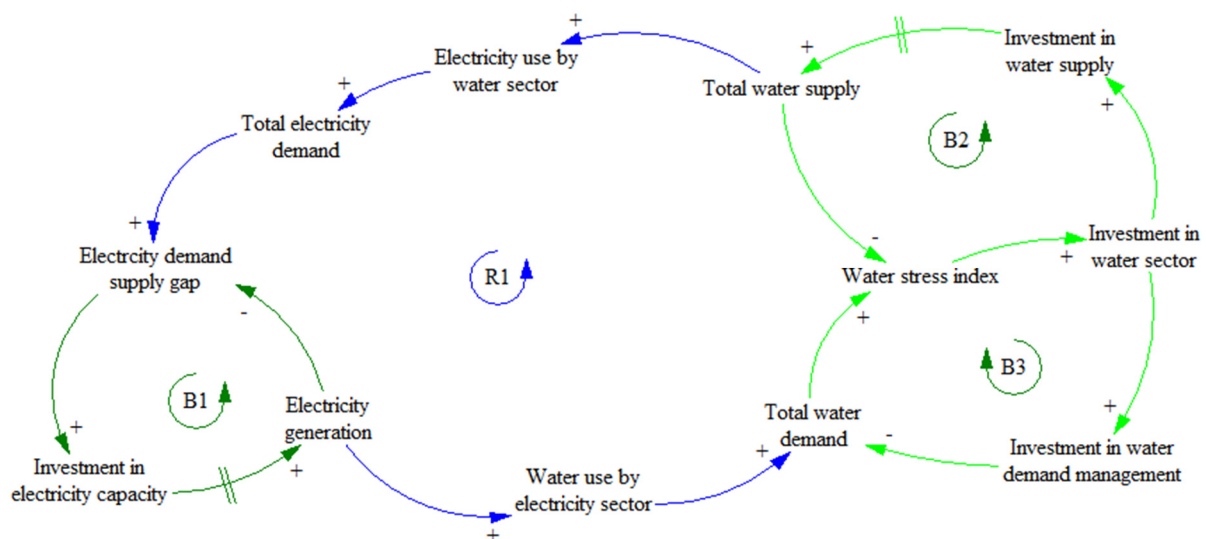 +
Electricity use by
water sector
+
Total electricity
demand
+
Electrcity demand
supply gap
+
Total water supply
+
Investment in
water supply
+
B2
-
Water stress index
+
Investment in
water sector
R1
-
B1
+
Investment in
electricity capacity
+
Electricity
generation
+
Water use by
electricity sector
+
Total water
demand
+
-
B3
+
Investment in water
demand management